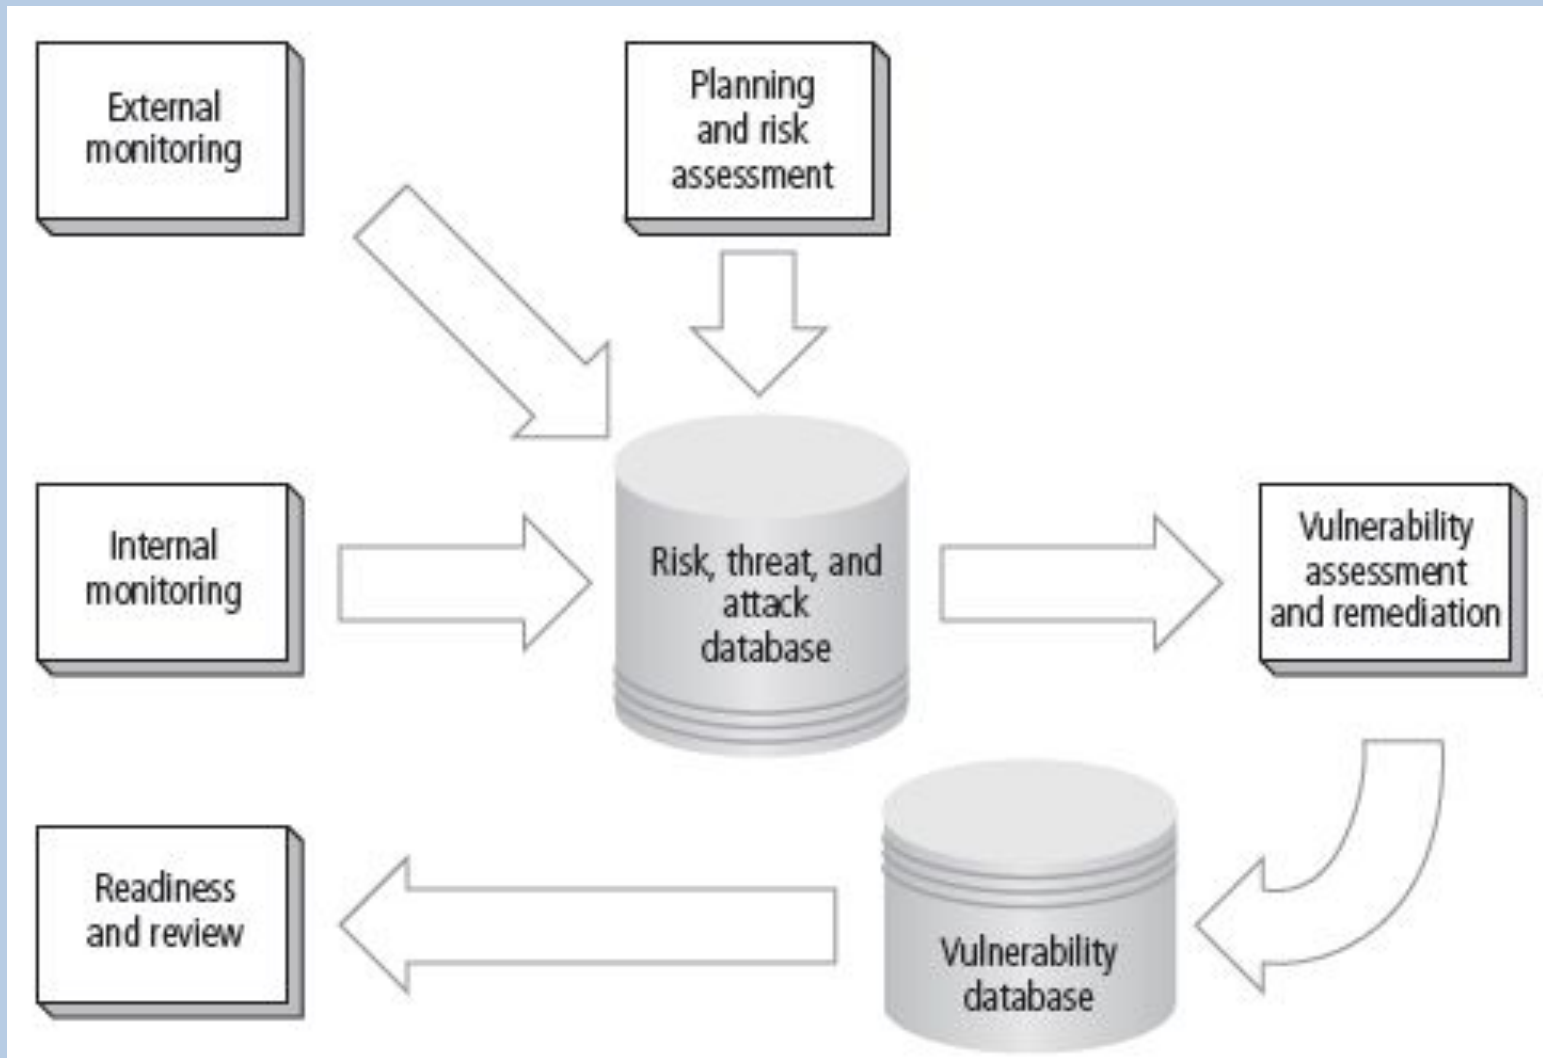 External
monitoring
Planning
and risk
assessment
Internal
monitoring
Risk, threat, and
attack
database
Vulnerability
assessment
and remediation
Readiness
and review
Vulnerability
database